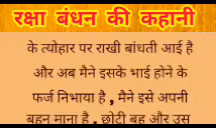 रक्षा बंधन की कहानी
के त्योहार पर राखी बांधती आई है
और अब मैने इसके भाई होने के
फर्ज निभाया है , मैने इसे अपनी
बहन माना है . छोटी बहू और उस